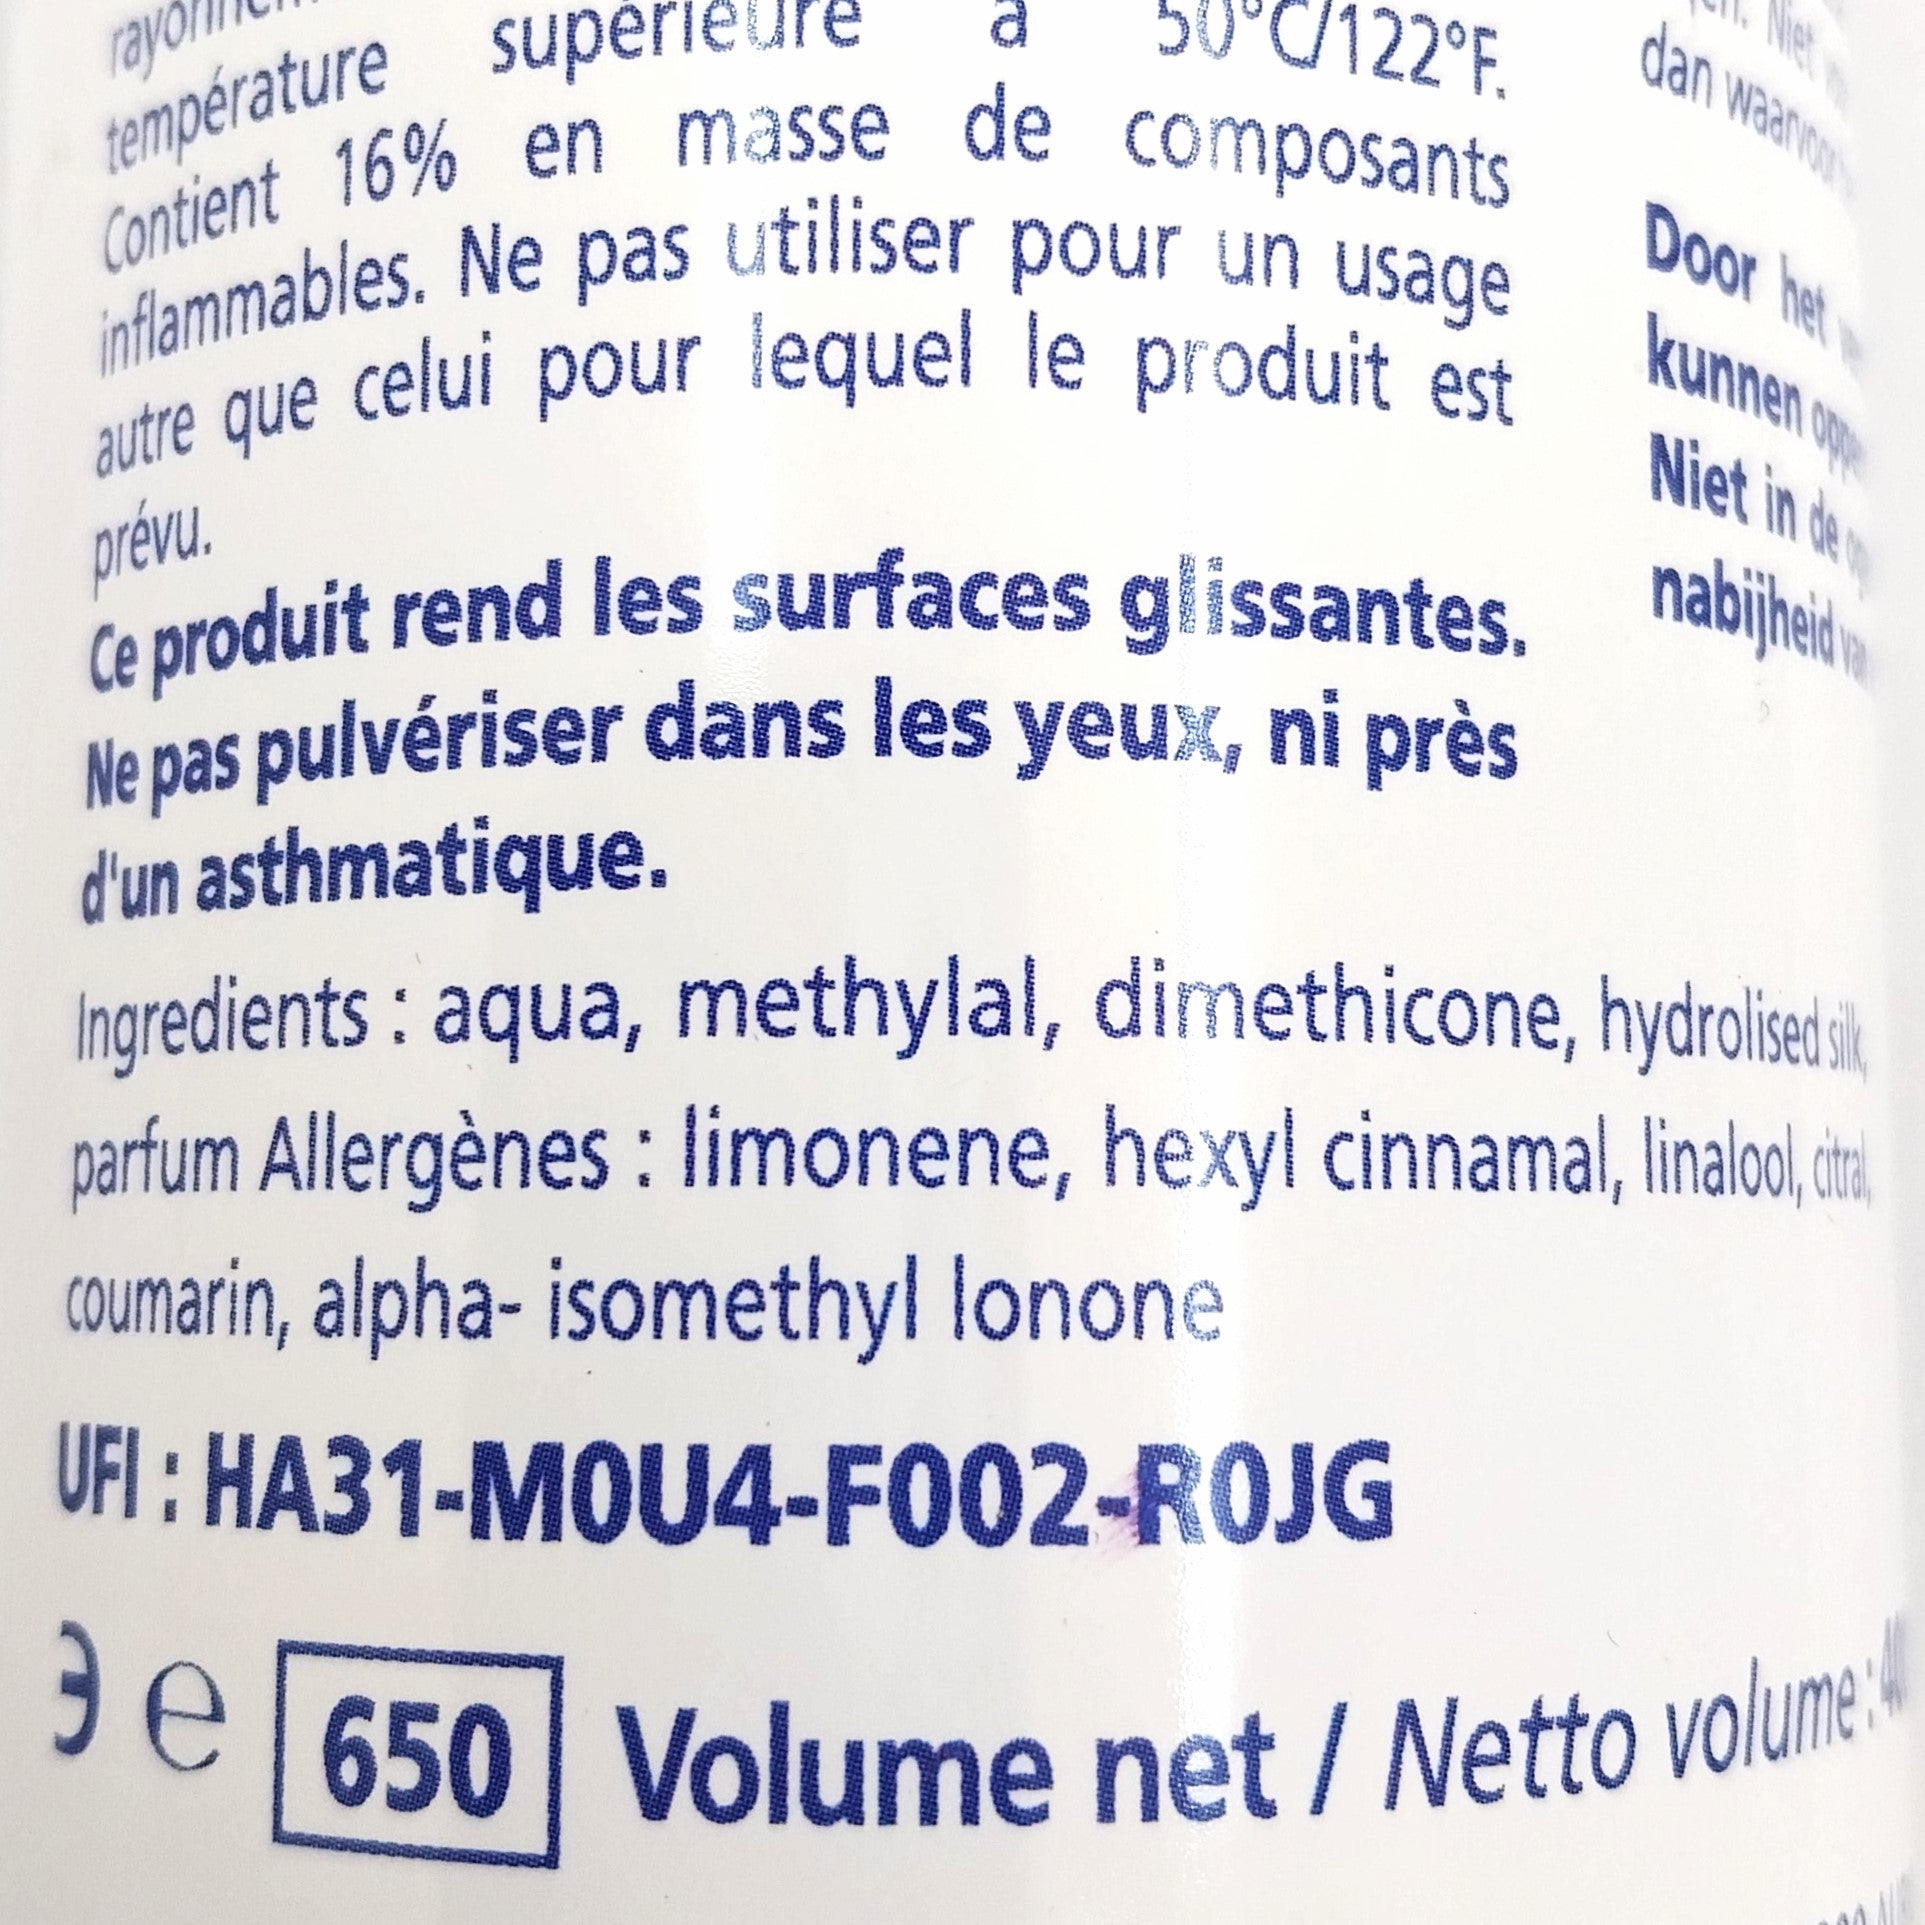 température supérieure à 50°C/122°F.
Contient 16% en masse de composants
inflammables. Ne pas utiliser pour un usage
autre que celui pour lequel le produit est
prévu.
Ce produit rend les surfaces glissantes.
Ne pas pulvériser dans les yeux, ni près
d'un asthmatique.
Ingredients : aqua, methylal, dimethicone, hydrolised silk,
parfum Allergènes : limonene, hexyl cinnamal, linalool, citral,
coumarin, alpha- isomethyl Ionone
UFI : HA31-M0U4-F002-R0JG
3 e 650 Volume net / Netto volume :
Niet
dan
Door het
kunnen
Niet in de
nabijheid